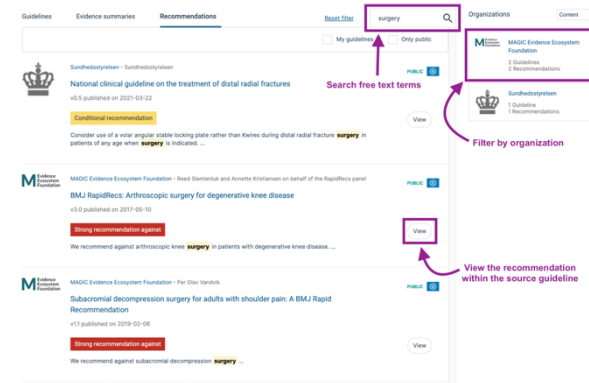 Guidelines Evidence summaries Recommendations Reset filter surgery Organizations Content
My guidelines Only public
MAGIC Evidence Ecosystem
Foundation
2 Guidelines
2 Recommendations
Sundhedsstyrelsen
1 Guideline
1 Recommendations
Search free text terms
Filter by organization
Sundhedsstyrelsen - Sundhedsstyrelsen
PUBLIC
National clinical guideline on the treatment of distal radial fractures
v0.5 published on 2021-03-22
Conditional recommendation
View
Consider use of a volar angular stable locking plate rather than Kwires during distal radial fracture surgery in
patients of any age when surgery is indicated. ...
Evidence
Ecosystem
Foundation
MAGIC Evidence Ecosystem Foundation - Reed Siemieniuk and Annette Kristiansen on behalf of the RapidRecs panel
PUBLIC
BMJ RapidRecs: Arthroscopic surgery for degenerative knee disease
v3.0 published on 2017-05-10
Strong recommendation against
View
We recommend against arthroscopic knee surgery in patients with degenerative knee disease. ...
View the recommendation
within the source guideline
Evidence
Ecosystem
Foundation
MAGIC Evidence Ecosystem Foundation - Per Olav Vandvik
PUBLIC
Subacromial decompression surgery for adults with shoulder pain: A BMJ Rapid
Recommendation
v1.1 published on 2019-02-06
Strong recommendation against
View
We recommend against subacromial decompression surgery ...